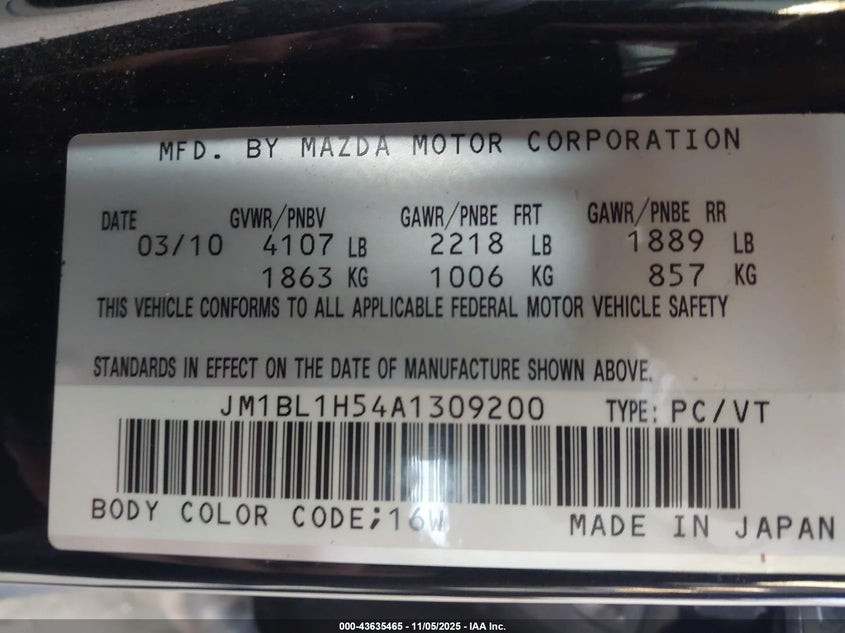 MFD. BY MAZDA MOTOR CORPORATION
DATE GVWR/PNBV GAWR/PNBE FRT GAWR/PNBE RR
03/10 4107 LB 2218 LB 1889 LB
1863 KG 1006 KG 857 KG
THIS VEHICLE CONFORMS TO ALL APPLICABLE FEDERAL MOTOR VEHICLE SAFETY
STANDARDS IN EFFECT ON THE DATE OF MANUFACTURE SHOWN ABOVE.
JM1BL1H54A1309200 TYPE: PC/VT
BODY COLOR CODE;16W MADE IN JAPAN
000-43635465 - 11/05/2025 - IAA Inc.